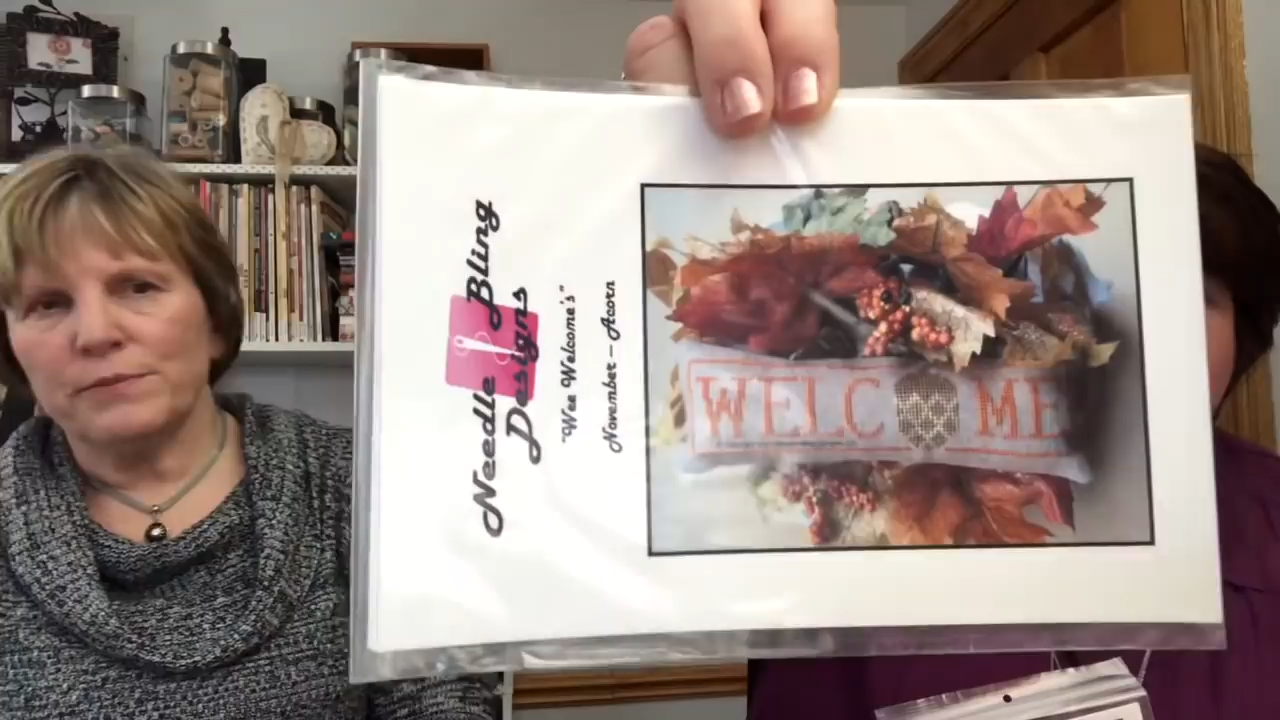 Needle Bling
Designs
"Wee Welcome's"
November – Acorn
WELC ME